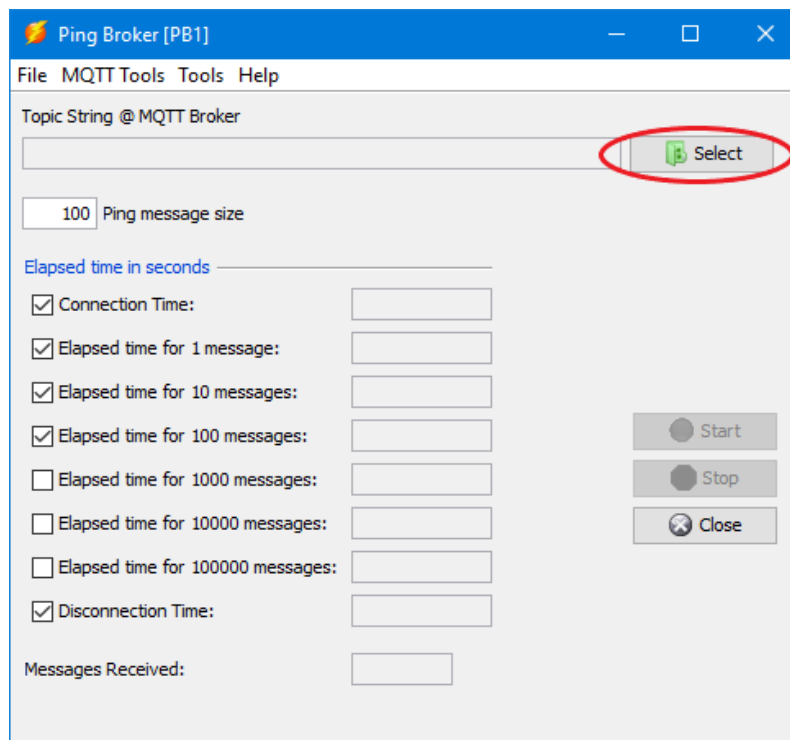 Ping Broker [PB1]
File MQTT Tools Tools Help
Topic String @ MQTT Broker
Select
100 Ping message size
Elapsed time in seconds
Connection Time:
Elapsed time for 1 message:
Elapsed time for 10 messages:
Elapsed time for 100 messages:
Start
Elapsed time for 1000 messages:
Stop
Elapsed time for 10000 messages:
Close
Elapsed time for 100000 messages:
Disconnection Time:
Messages Received: